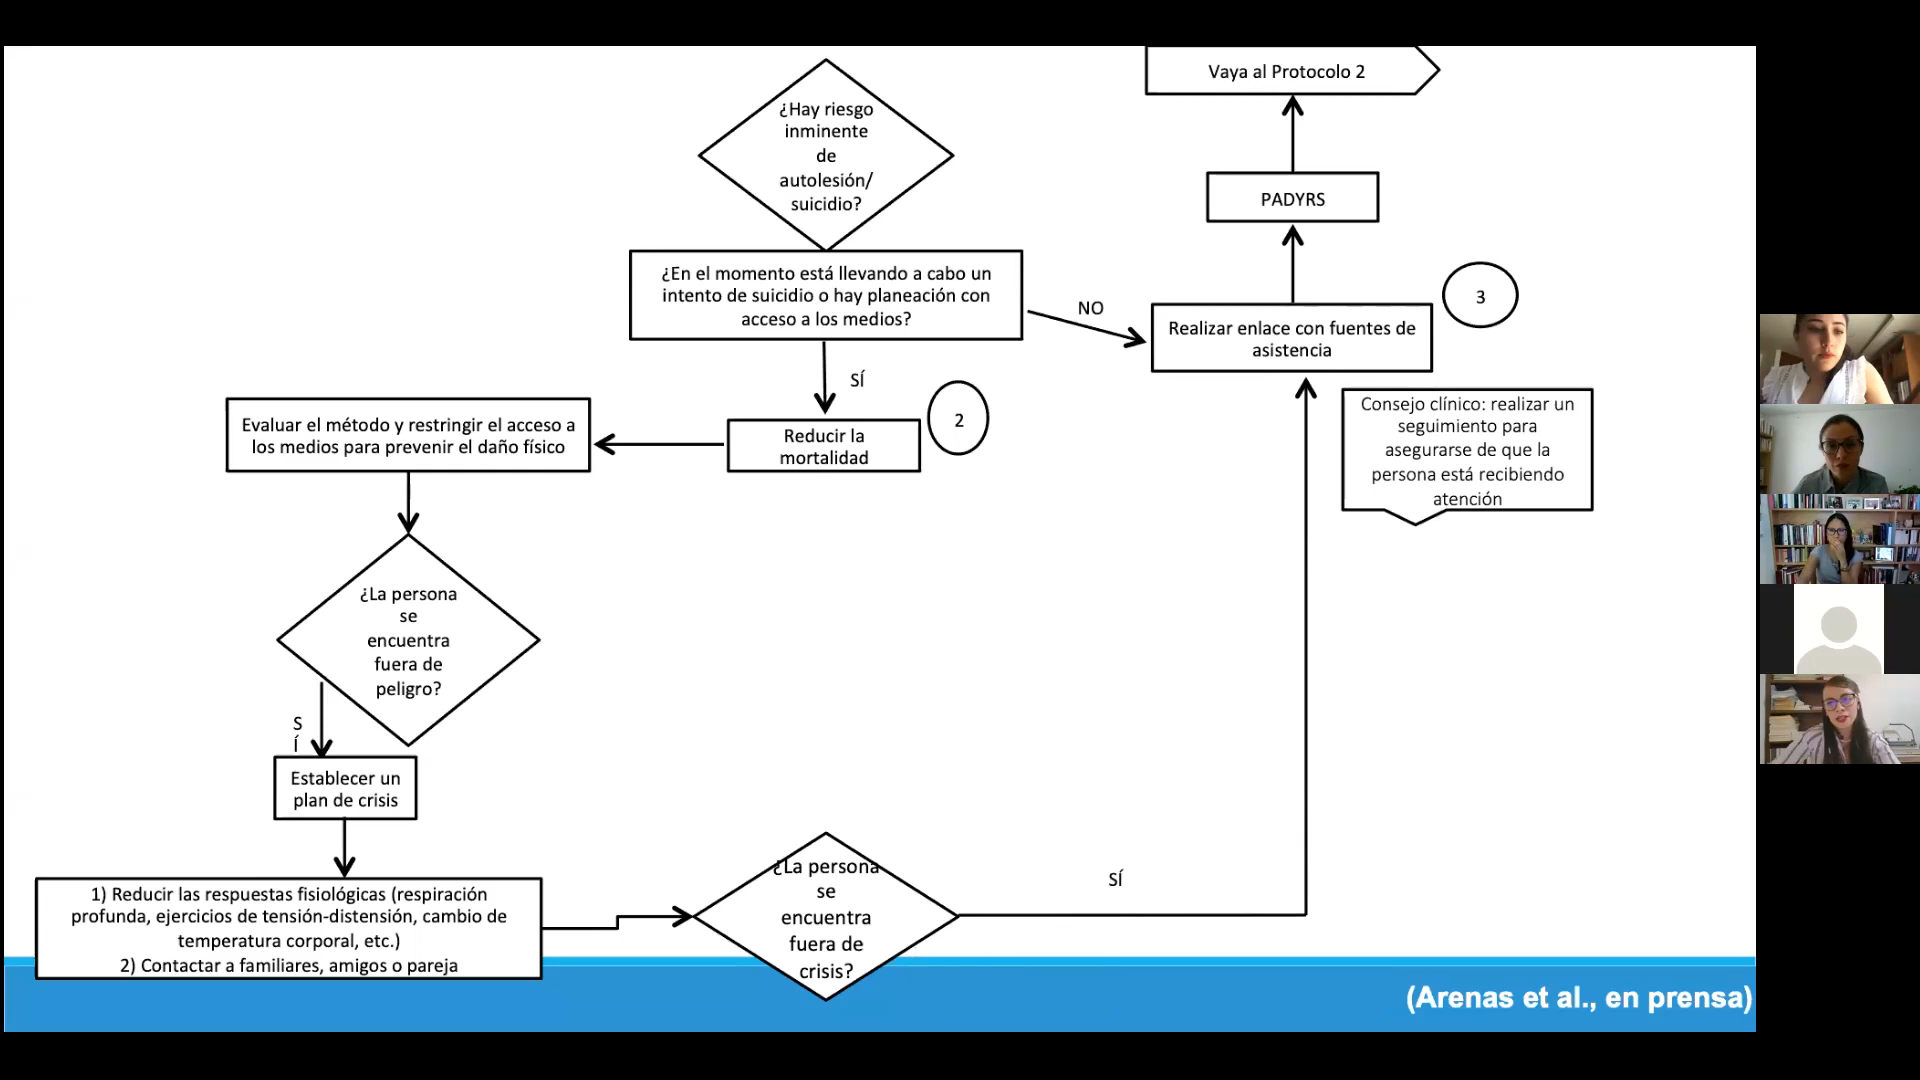 ¿Hay riesgo
inminente
de
autolesión/
suicidio?
Vaya al Protocolo 2
PADYRS
¿En el momento está llevando a cabo un
intento de suicidio o hay planeación con
acceso a los medios?
NO
3
Realizar enlace con fuentes de
asistencia
SÍ
2
Reducir la
mortalidad
Consejo clínico: realizar un
seguimiento para
asegurarse de que la
persona está recibiendo
atención
Evaluar el método y restringir el acceso a
los medios para prevenir el daño físico
¿La persona
se
encuentra
fuera de
peligro?
S
Í
Establecer un
plan de crisis
1) Reducir las respuestas fisiológicas (respiración
profunda, ejercicios de tensión-distensión, cambio de
temperatura corporal, etc.)
2) Contactar a familiares, amigos o pareja
¿La persona
se
encuentra
fuera de
crisis?
SÍ
(Arenas et al., en prensa)